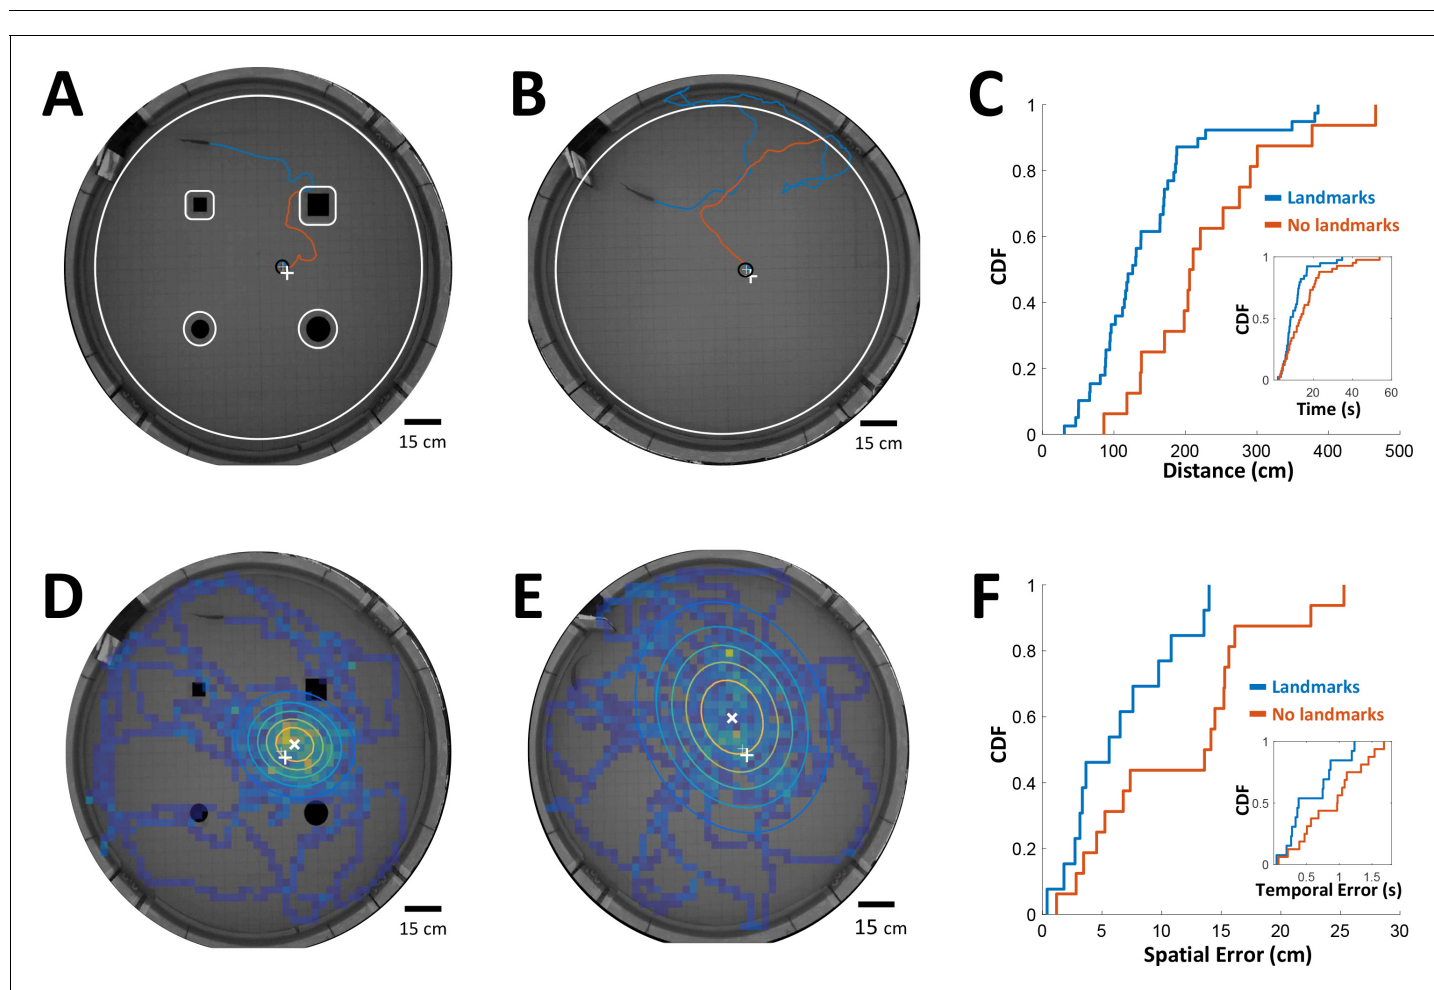 A
B
C
15 cm
15 cm
CDF
1
0.8
0.6
0.4
0.2
0
0
100
200
300
400
500
Distance (cm)
Landmarks
No landmarks
CDF
1
0.5
0
20
40
60
Time (s)
D
E
F
15 cm
15 cm
CDF
1
0.8
0.6
0.4
0.2
0
0
5
10
15
20
25
30
Spatial Error (cm)
Landmarks
No landmarks
CDF
1
0.5
0
0.5
1
1.5
Temporal Error (s)